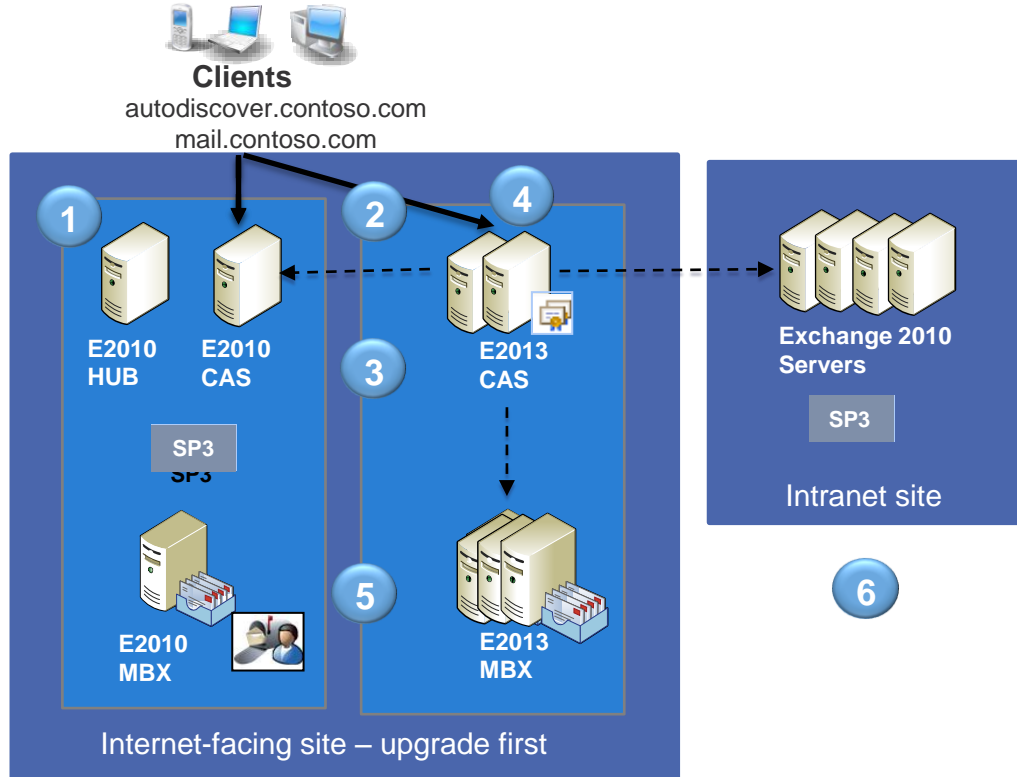 Clients
autodiscover.contoso.com
mail.contoso.com
1
2
4
E2010
HUB
E2010
CAS
3
E2013
CAS
Exchange 2010
Servers
SP3
SP3
SP3
Intranet site
5
6
E2010
MBX
E2013
MBX
Internet-facing site – upgrade first